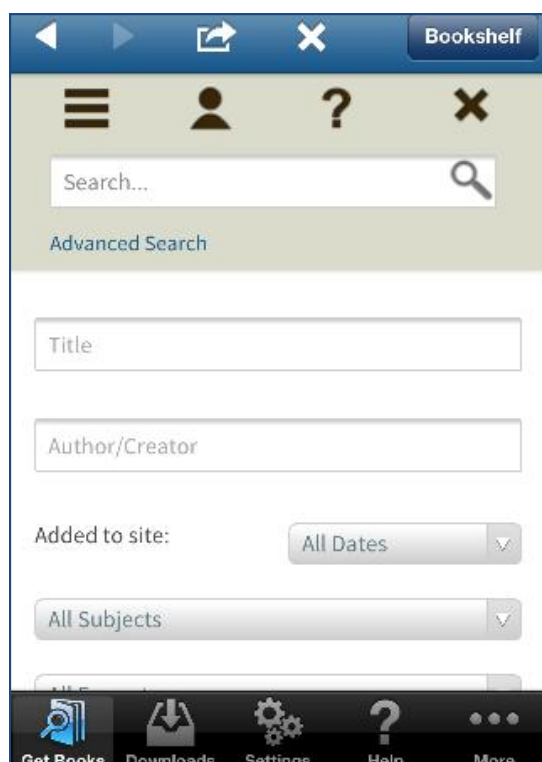 Bookshelf
?
Search...
Advanced Search
Title
Author/Creator
Added to site:
All Dates
All Subjects
All
?
Get Books Downloads Settings Help More